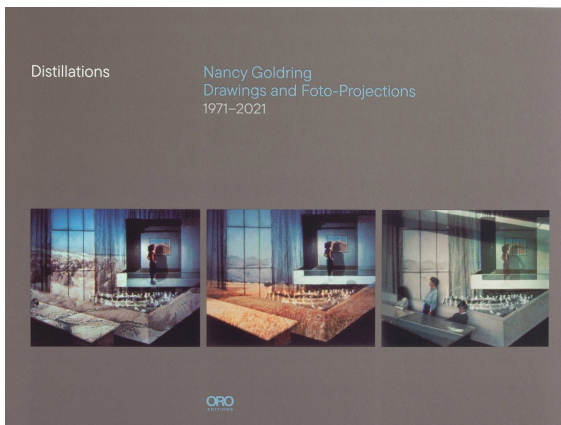 Distillations
Nancy Goldring
Drawings and Foto-Projections
1971–2021
ORO
EDITIONS